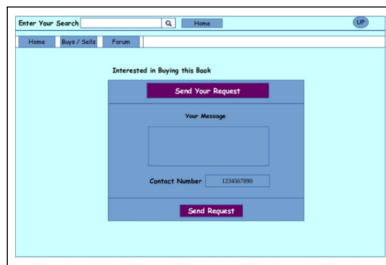 Enter Your Search Home UP
Home Buys / Sells Forum
Interested in Buying this Book
Send Your Request
Your Message
Contact Number 1234567890
Send Request